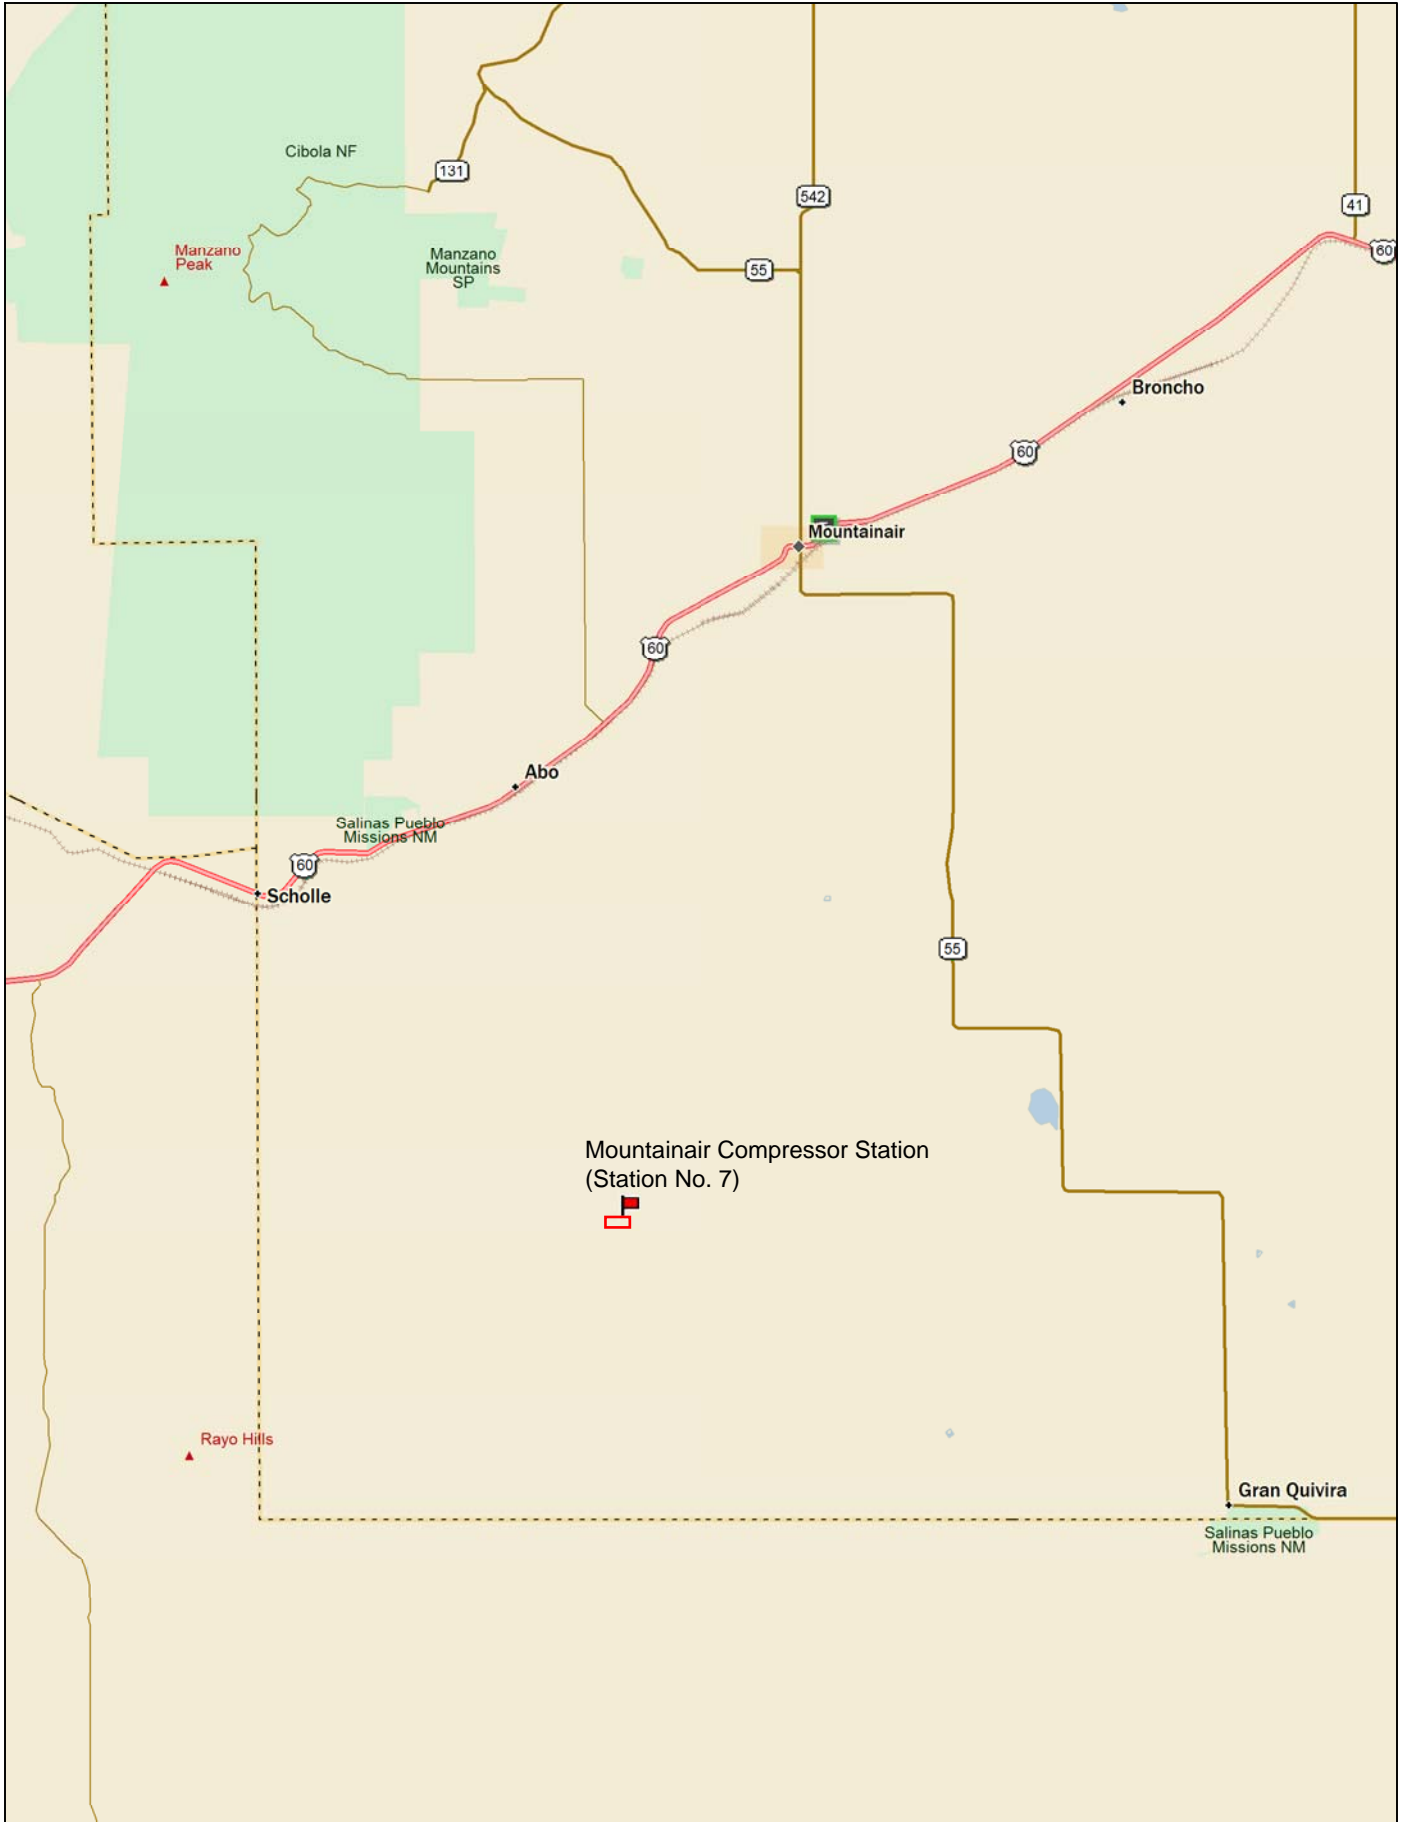 Cibola NF
131
542
41
Manzano
Peak
Manzano
Mountains
SP
55
60
Broncho
60
Mountainair
60
Abo
Salinas Pueblo
Missions NM
60
Scholle
55
Mountainair Compressor Station
(Station No. 7)
Rayo Hills
Gran Quivira
Salinas Pueblo
Missions NM